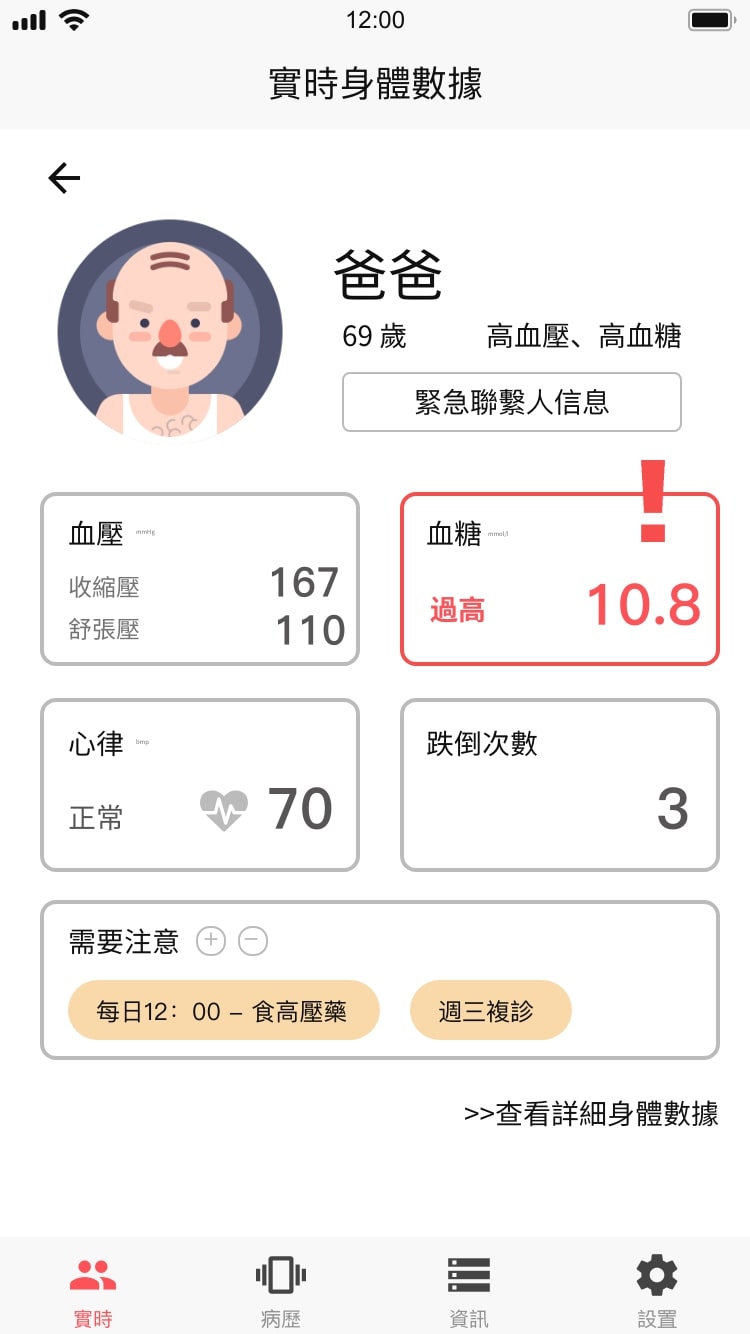 12:00
實時身體數據
爸爸
69 歲 高血壓、高血糖
緊急聯繫人信息
血壓 mmHg
收縮壓 167
舒張壓 110
血糖 mmol/l
!
過高 10.8
心律 bmp
正常 70
跌倒次數
3
需要注意
每日12：00 – 食高壓藥 週三複診
>>查看詳細身體數據
實時 病歷 資訊 設置